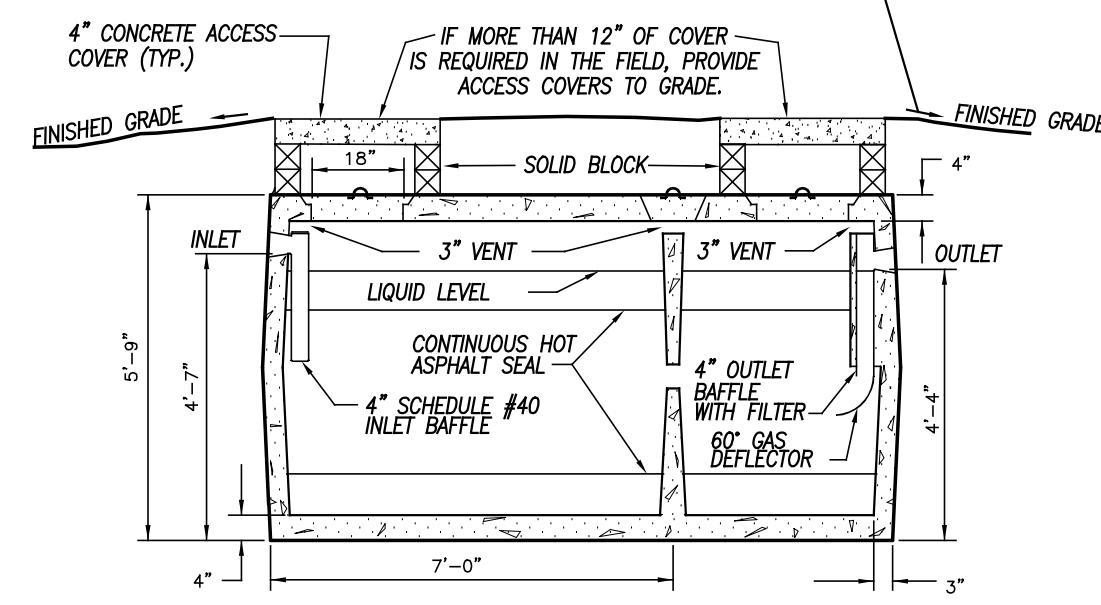 4" CONCRETE ACCESS
COVER (TYP.)
IF MORE THAN 12" OF COVER
IS REQUIRED IN THE FIELD, PROVIDE
ACCESS COVERS TO GRADE.
FINISHED GRADE
FINISHED GRADE
18"
SOLID BLOCK
4"
INLET
3" VENT
3" VENT
OUTLET
LIQUID LEVEL
5'-9"
4'-7"
CONTINUOUS HOT
ASPHALT SEAL
4" OUTLET
BAFFLE
WITH FILTER
4'-4"
4" SCHEDULE #40
INLET BAFFLE
60° GAS
DEFLECTOR
4"
7'-0"
3"